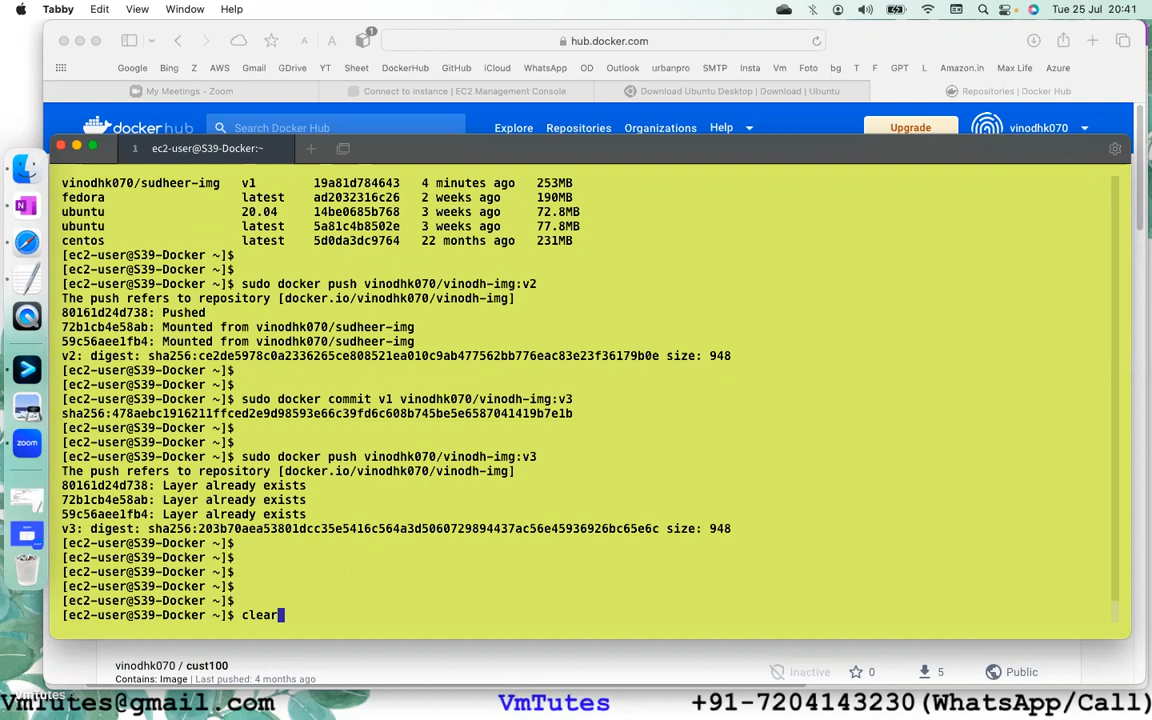 Tabby Edit View Window Help Tue 25 Jul 20:41
A A 1 hub.docker.com
Google Bing Z AWS Gmail GDrive YT Sheet DockerHub GitHub iCloud WhatsApp OD Outlook urbanpro SMTP Insta Vm Foto bg T F GPT L Amazon.in Max Life Azure
My Meetings - Zoom Connect to instance | EC2 Management Console Download Ubuntu Desktop | Download | Ubuntu Repositories | Docker Hub
dockerhub Search Docker Hub Explore Repositories Organizations Help Upgrade vinodhk070
1 ec2-user@S39-Docker:~
vinodhk070/sudheer-img v1 19a81d784643 4 minutes ago 253MB
fedora latest ad2032316c26 2 weeks ago 190MB
ubuntu 20.04 14be0685b768 3 weeks ago 72.8MB
ubuntu latest 5a81c4b8502e 3 weeks ago 77.8MB
centos latest 5d0da3dc9764 22 months ago 231MB
[ec2-user@S39-Docker ~]$
[ec2-user@S39-Docker ~]$
[ec2-user@S39-Docker ~]$ sudo docker push vinodhk070/vinodh-img:v2
The push refers to repository [docker.io/vinodhk070/vinodh-img]
80161d24d738: Pushed
72b1cb4e58ab: Mounted from vinodhk070/sudheer-img
59c56aee1fb4: Mounted from vinodhk070/sudheer-img
v2: digest: sha256:ce2de5978c0a2336265ce808521ea010c9ab477562bb776eac83e23f36179b0e size: 948
[ec2-user@S39-Docker ~]$
[ec2-user@S39-Docker ~]$
[ec2-user@S39-Docker ~]$ sudo docker commit v1 vinodhk070/vinodh-img:v3
sha256:478aebc1916211ffced2e9d98593e66c39fd6c608b745be5e6587041419b7e1b
[ec2-user@S39-Docker ~]$
[ec2-user@S39-Docker ~]$
[ec2-user@S39-Docker ~]$ sudo docker push vinodhk070/vinodh-img:v3
The push refers to repository [docker.io/vinodhk070/vinodh-img]
80161d24d738: Layer already exists
72b1cb4e58ab: Layer already exists
59c56aee1fb4: Layer already exists
v3: digest: sha256:203b70aea53801dcc35e5416c564a3d5060729894437ac56e45936926bc65e6c size: 948
[ec2-user@S39-Docker ~]$
[ec2-user@S39-Docker ~]$
[ec2-user@S39-Docker ~]$
[ec2-user@S39-Docker ~]$
[ec2-user@S39-Docker ~]$
[ec2-user@S39-Docker ~]$ clear
zoom
vinodhk070 / cust100 Inactive 0 5 Public
Contains: Image | Last pushed: 4 months ago
VmTutes
Vmtutes@gmail.com VmTutes +91-7204143230(WhatsApp/Call)